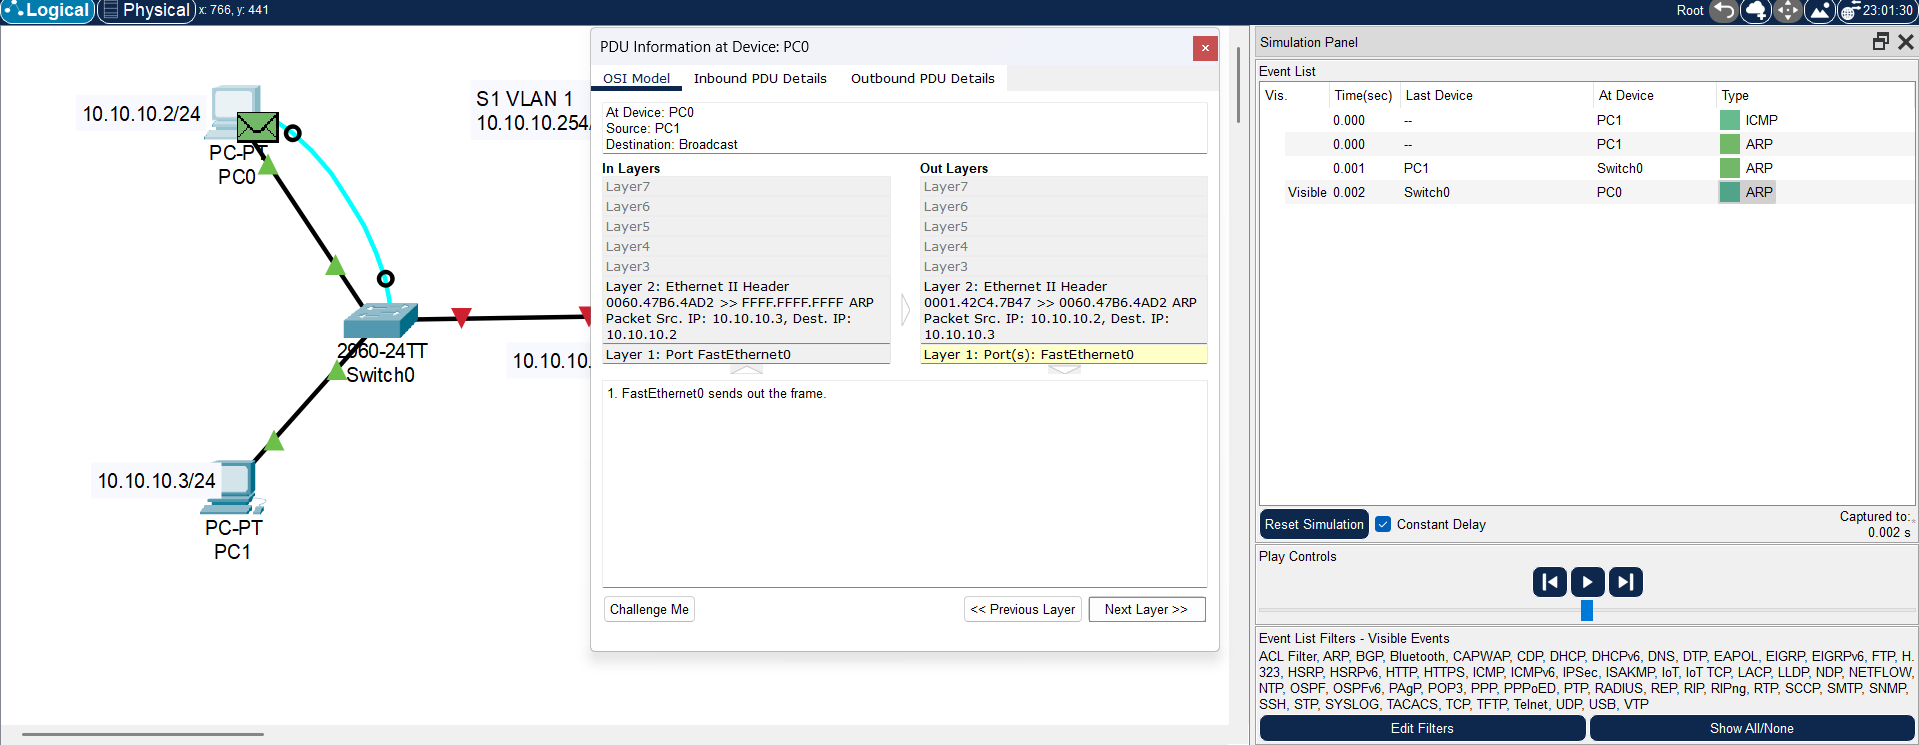 Logical Physical x: 766, y: 441
Root 23:01:30
10.10.10.2/24
PC-PT
PC0
S1 VLAN 1
10.10.10.254/
2960-24TT
Switch0
10.10.10.
10.10.10.3/24
PC-PT
PC1
PDU Information at Device: PC0
OSI Model Inbound PDU Details Outbound PDU Details
At Device: PC0
Source: PC1
Destination: Broadcast
In Layers
Layer7
Layer6
Layer5
Layer4
Layer3
Layer 2: Ethernet II Header
0060.47B6.4AD2 >> FFFF.FFFF.FFFF ARP
Packet Src. IP: 10.10.10.3, Dest. IP:
10.10.10.2
Layer 1: Port FastEthernet0
Out Layers
Layer7
Layer6
Layer5
Layer4
Layer3
Layer 2: Ethernet II Header
0001.42C4.7B47 >> 0060.47B6.4AD2 ARP
Packet Src. IP: 10.10.10.2, Dest. IP:
10.10.10.3
Layer 1: Port(s): FastEthernet0
1. FastEthernet0 sends out the frame.
Challenge Me << Previous Layer Next Layer >>
Simulation Panel
Event List
Vis. Time(sec) Last Device At Device Type
0.000 -- PC1 ICMP
0.000 -- PC1 ARP
0.001 PC1 Switch0 ARP
Visible 0.002 Switch0 PC0 ARP
Reset Simulation Constant Delay
Captured to:
0.002 s
Play Controls
Event List Filters - Visible Events
ACL Filter, ARP, BGP, Bluetooth, CAPWAP, CDP, DHCP, DHCPv6, DNS, DTP, EAPOL, EIGRP, EIGRPv6, FTP, H.
323, HSRP, HSRPv6, HTTP, HTTPS, ICMP, ICMPv6, IPSec, ISAKMP, IoT, IoT TCP, LACP, LLDP, NDP, NETFLOW,
NTP, OSPF, OSPFv6, PAgP, POP3, PPP, PPPoED, PTP, RADIUS, REP, RIP, RIPng, RTP, SCCP, SMTP, SNMP,
SSH, STP, SYSLOG, TACACS, TCP, TFTP, Telnet, UDP, USB, VTP
Edit Filters Show All/None